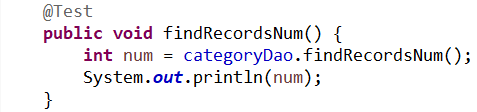 @Test
public void findRecordsNum() {
    int num = categoryDao.findRecordsNum();
    System.out.println(num);
}